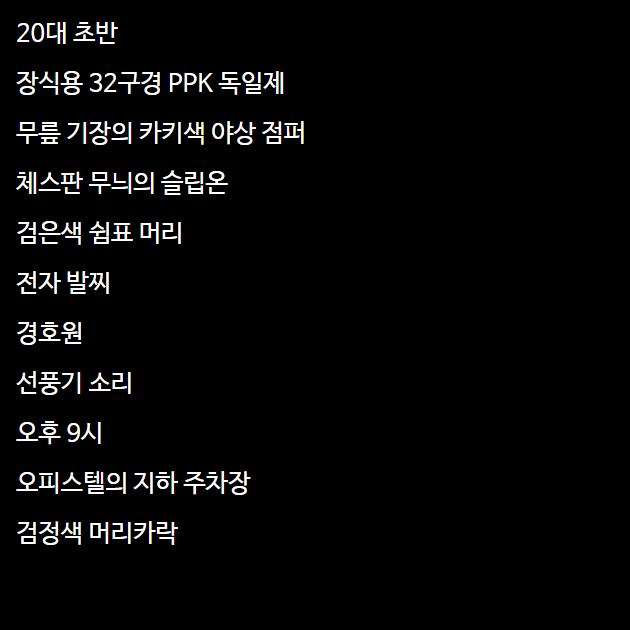 20대 초반
장식용 32구경 PPK 독일제
무릎 기장의 카키색 야상 점퍼
체스판 무늬의 슬립온
검은색 쉼표 머리
전자 발찌
경호원
선풍기 소리
오후 9시
오피스텔의 지하 주차장
검정색 머리카락